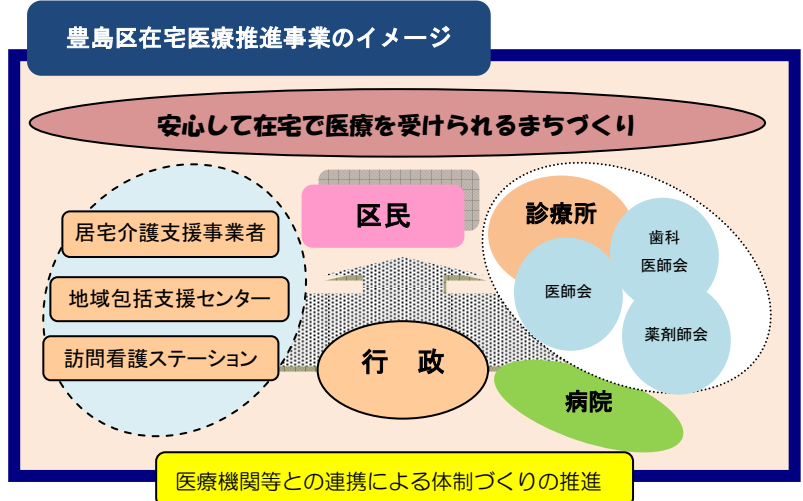 豊島区在宅医療推進事業のイメージ
安心して在宅で医療を受けられるまちづくり
区民
居宅介護支援事業者
地域包括支援センター
訪問看護ステーション
診療所
歯科
医師会
医師会
薬剤師会
行　政
病院
医療機関等との連携による体制づくりの推進